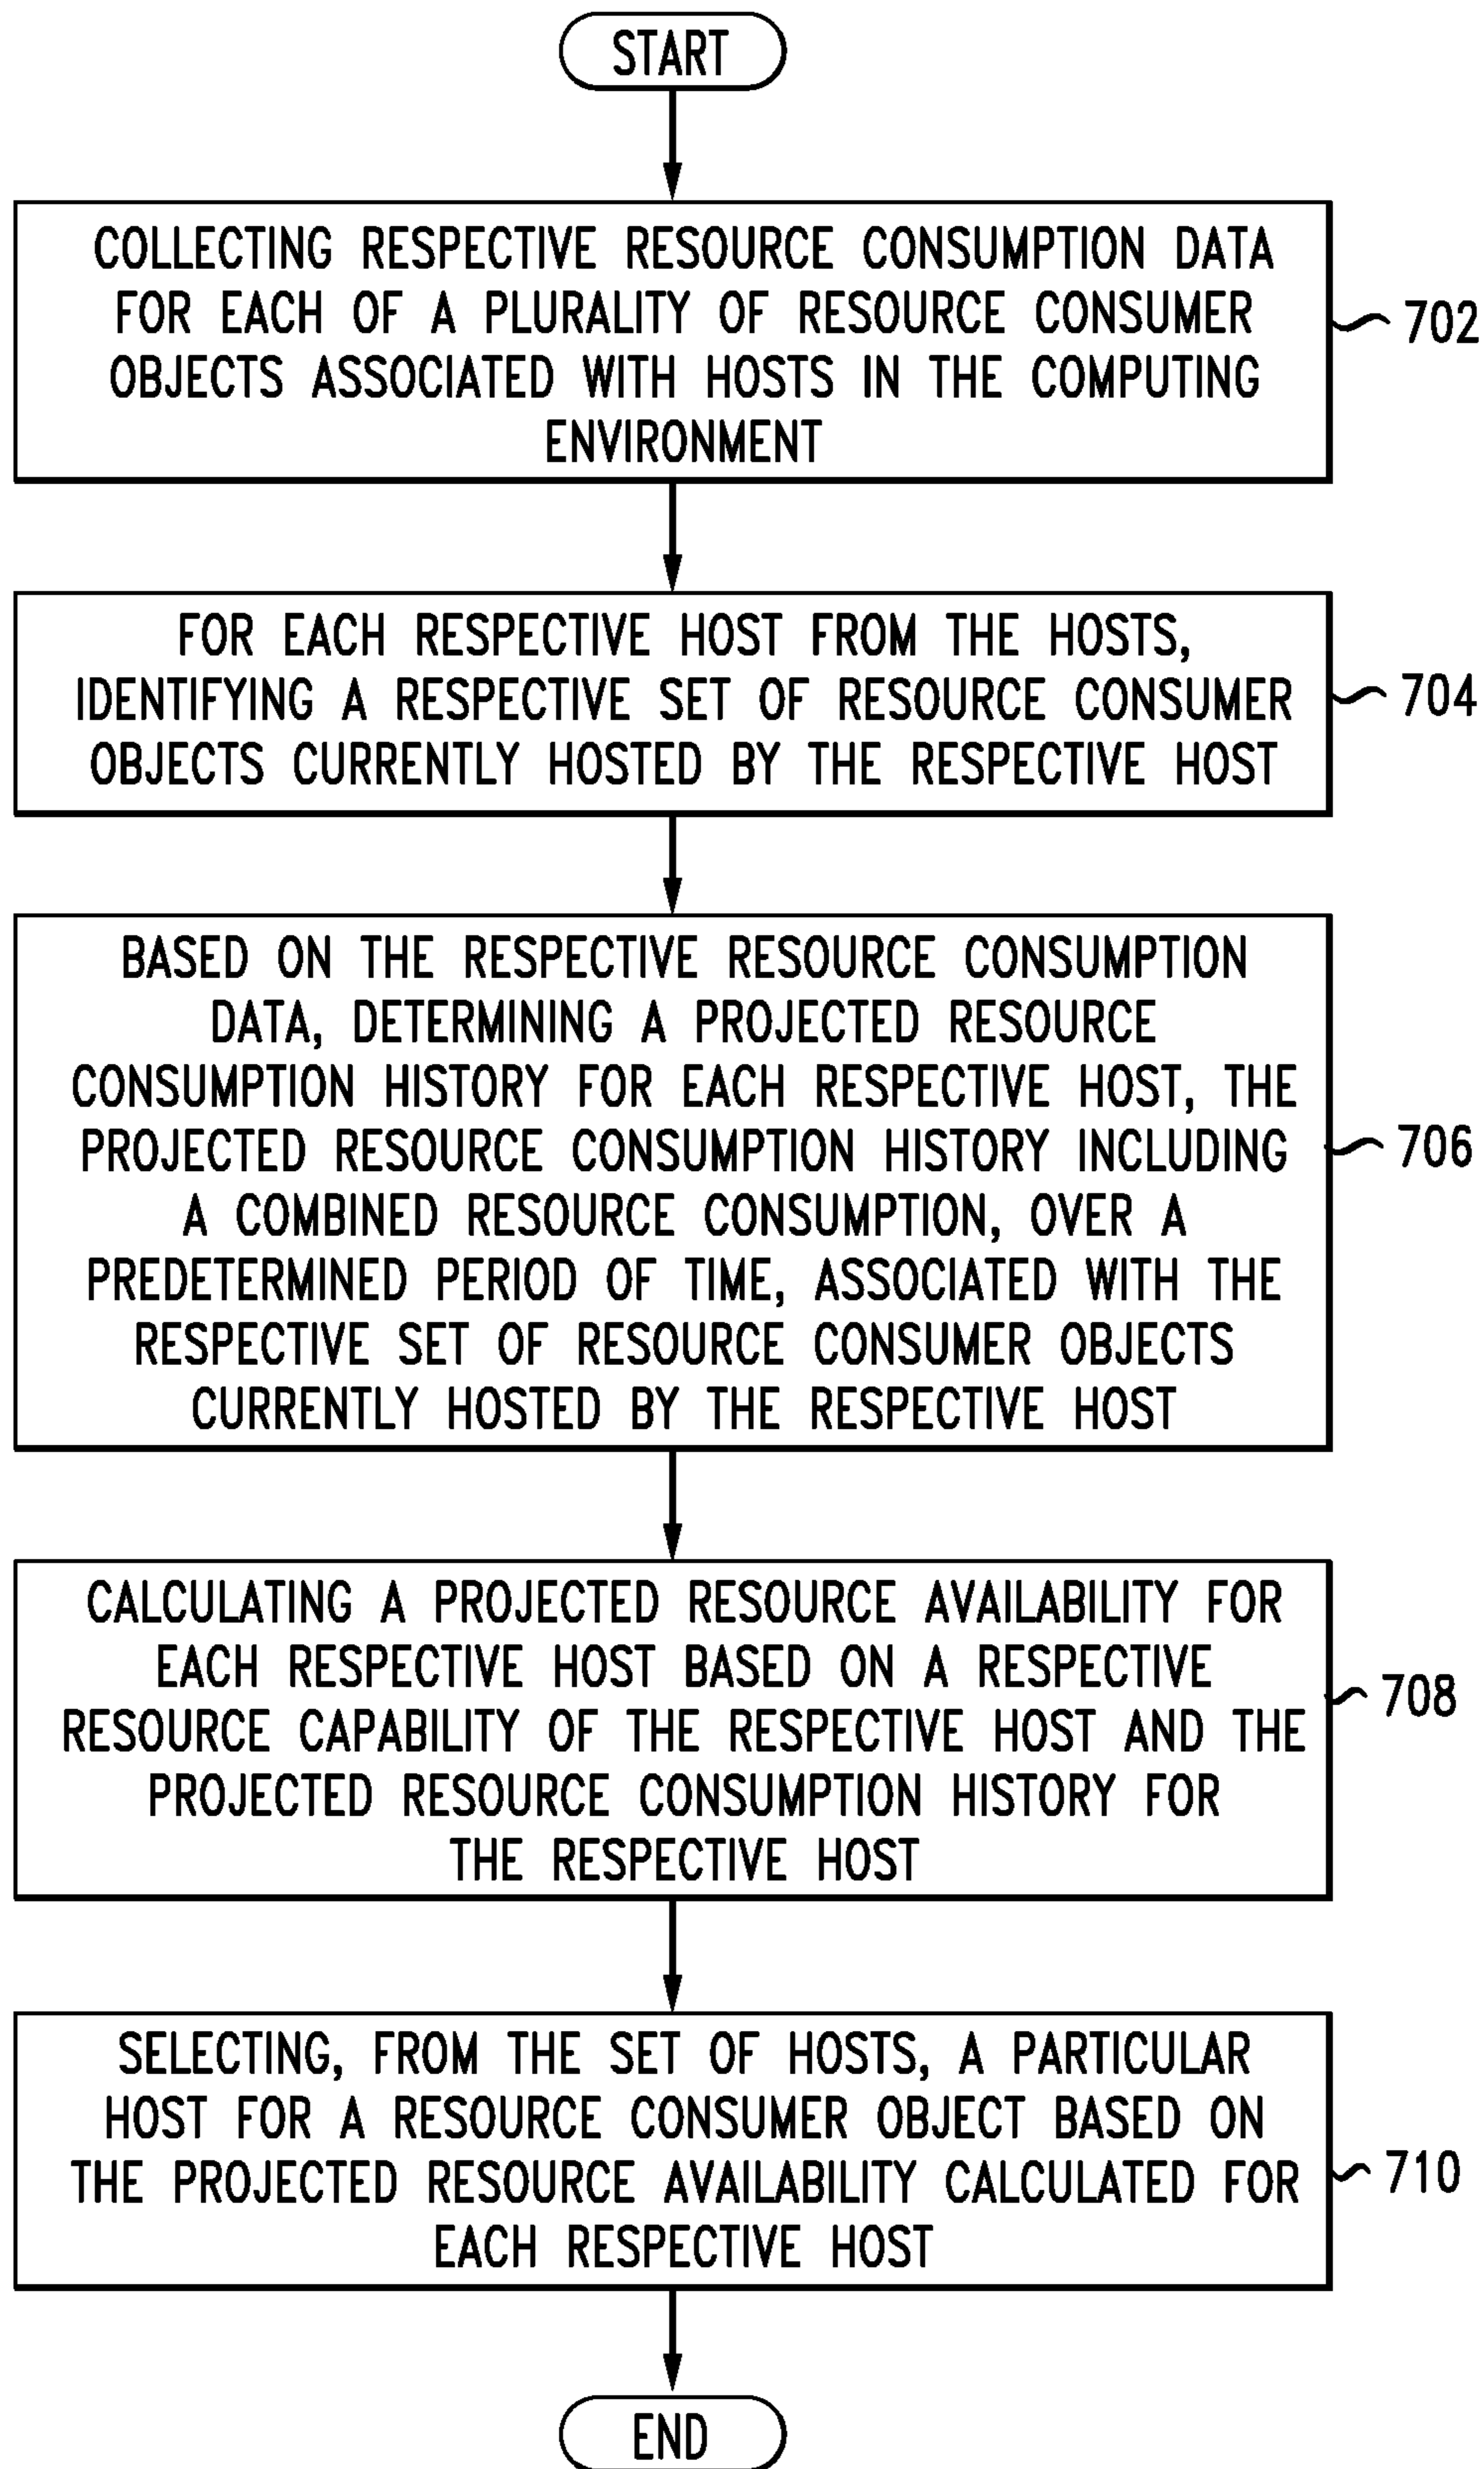 START
COLLECTING RESPECTIVE RESOURCE CONSUMPTION DATA
FOR EACH OF A PLURALITY OF RESOURCE CONSUMER
OBJECTS ASSOCIATED WITH HOSTS IN THE COMPUTING
ENVIRONMENT
702
FOR EACH RESPECTIVE HOST FROM THE HOSTS,
IDENTIFYING A RESPECTIVE SET OF RESOURCE CONSUMER
OBJECTS CURRENTLY HOSTED BY THE RESPECTIVE HOST
704
BASED ON THE RESPECTIVE RESOURCE CONSUMPTION
DATA, DETERMINING A PROJECTED RESOURCE
CONSUMPTION HISTORY FOR EACH RESPECTIVE HOST, THE
PROJECTED RESOURCE CONSUMPTION HISTORY INCLUDING
A COMBINED RESOURCE CONSUMPTION, OVER A
PREDETERMINED PERIOD OF TIME, ASSOCIATED WITH THE
RESPECTIVE SET OF RESOURCE CONSUMER OBJECTS
CURRENTLY HOSTED BY THE RESPECTIVE HOST
706
CALCULATING A PROJECTED RESOURCE AVAILABILITY FOR
EACH RESPECTIVE HOST BASED ON A RESPECTIVE
RESOURCE CAPABILITY OF THE RESPECTIVE HOST AND THE
PROJECTED RESOURCE CONSUMPTION HISTORY FOR
THE RESPECTIVE HOST
708
SELECTING, FROM THE SET OF HOSTS, A PARTICULAR
HOST FOR A RESOURCE CONSUMER OBJECT BASED ON
THE PROJECTED RESOURCE AVAILABILITY CALCULATED FOR
EACH RESPECTIVE HOST
710
END